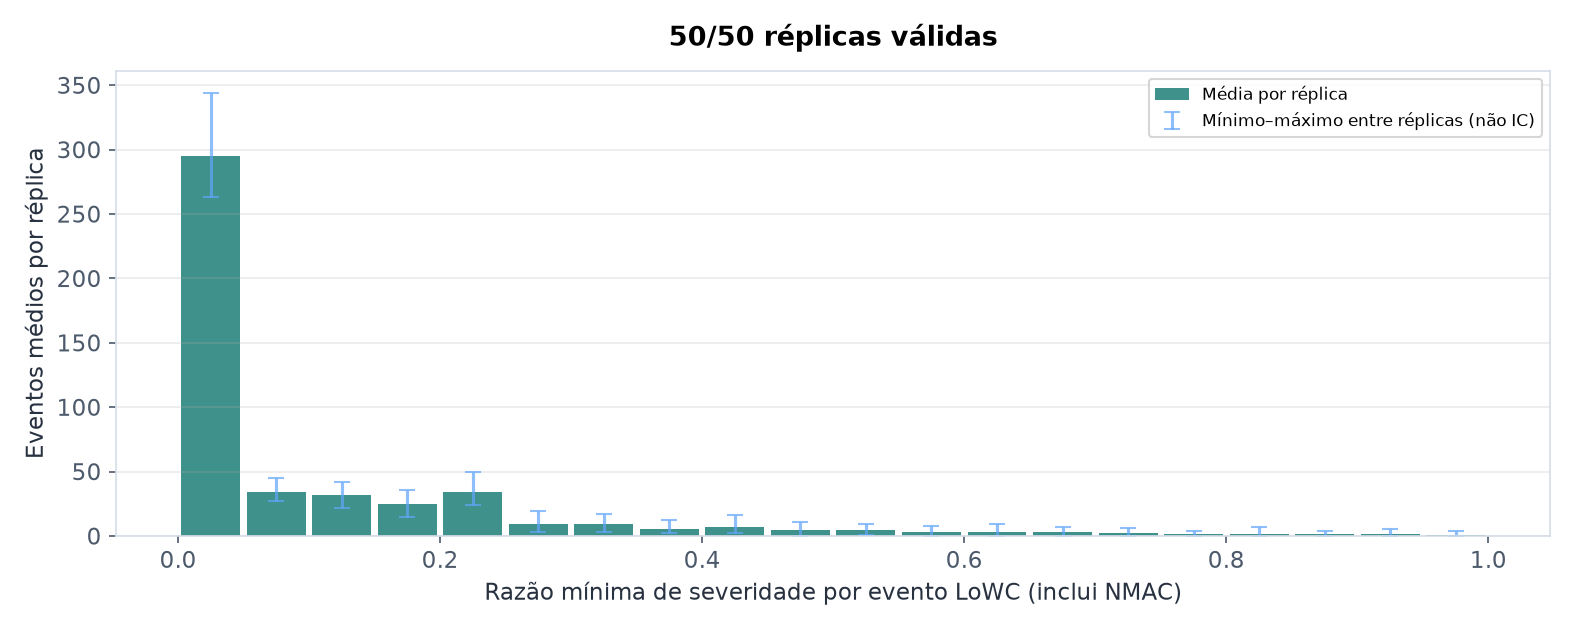 50/50 réplicas válidas
Eventos médios por réplica
350
300
250
200
150
100
50
0
Média por réplica
Mínimo–máximo entre réplicas (não IC)
0.0 0.2 0.4 0.6 0.8 1.0
Razão mínima de severidade por evento LoWC (inclui NMAC)